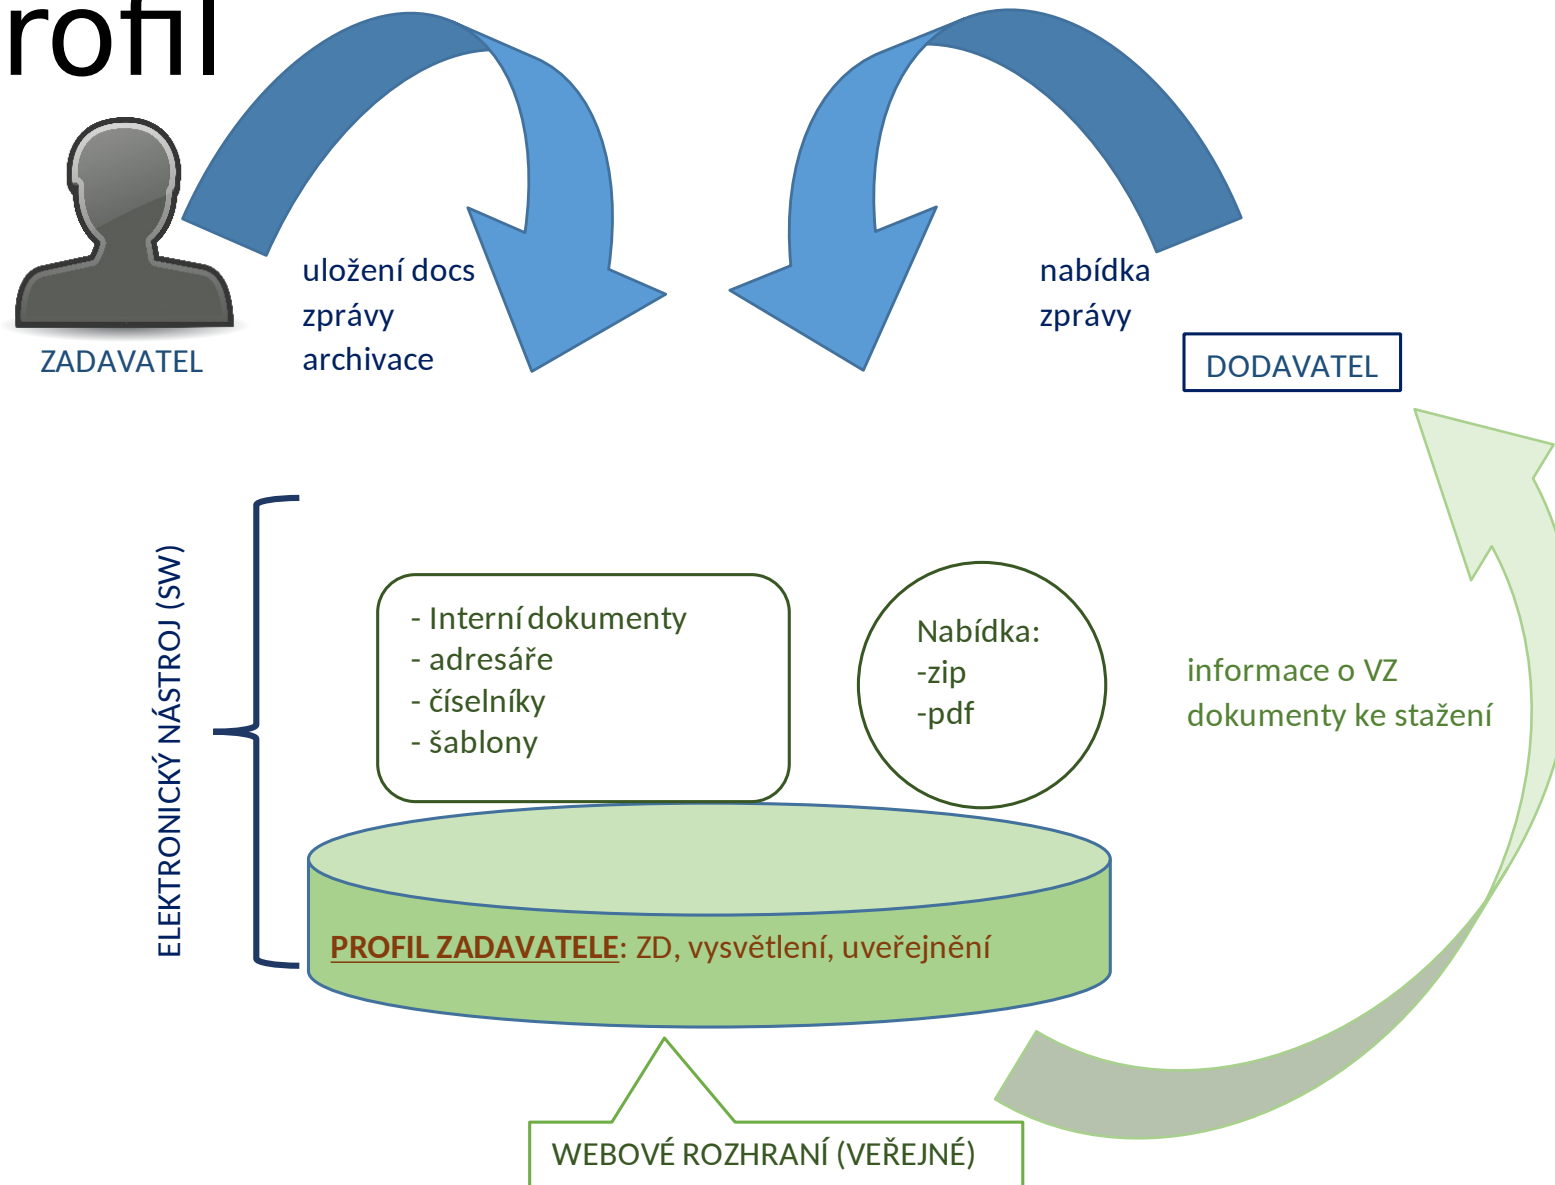 rofil
uložení docs
zprávy
archivace
nabídka
zprávy
ZADAVATEL
DODAVATEL
ELEKTRONICKÝ NÁSTROJ (SW)
- Interní dokumenty
- adresáře
- číselníky
- šablony
Nabídka:
-zip
-pdf
informace o VZ
dokumenty ke stažení
PROFIL ZADAVATELE: ZD, vysvětlení, uveřejnění
WEBOVÉ ROZHRANÍ (VEŘEJNÉ)